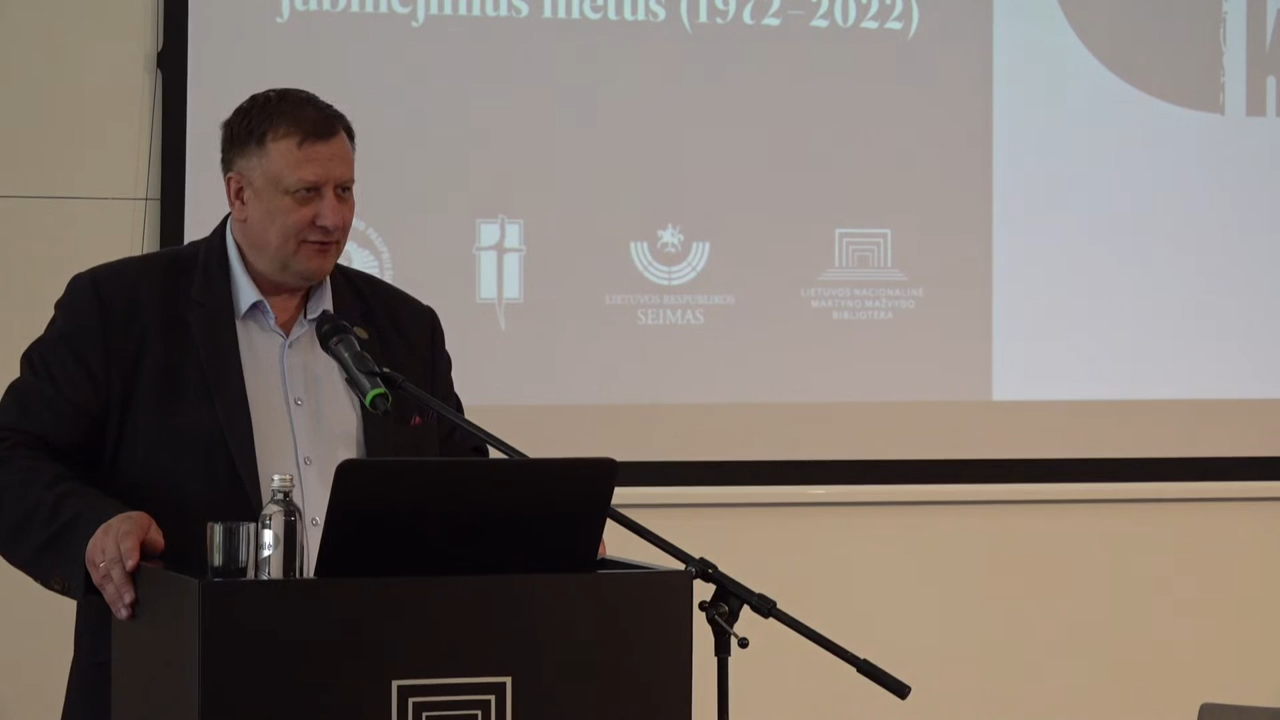 jubiliejinius metus (1972–2022)
LIETUVOS RESPUBLIKOS
SEIMAS
LIETUVOS NACIONALINĖ
MARTYNO MAŽVYDO
BIBLIOTEKA